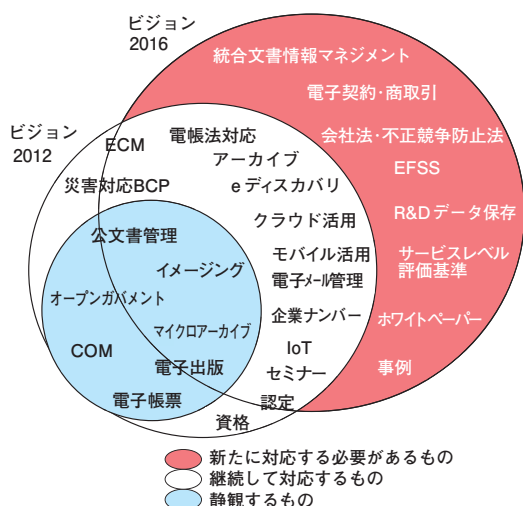 ビジョン
2016
統合文書情報マネジメント
電子契約・商取引
ビジョン
2012
ECM
電帳法対応
会社法・不正競争防止法
アーカイブ
EFSS
災害対応BCP
eディスカバリ
クラウド活用
R&Dデータ保存
公文書管理
モバイル活用
サービスレベル
評価基準
イメージング
電子メール管理
オープンガバメント
企業ナンバー
ホワイトペーパー
マイクロアーカイブ
COM
IoT
電子出版
セミナー
事例
電子帳票
認定
資格
新たに対応する必要があるもの
継続して対応するもの
静観するもの